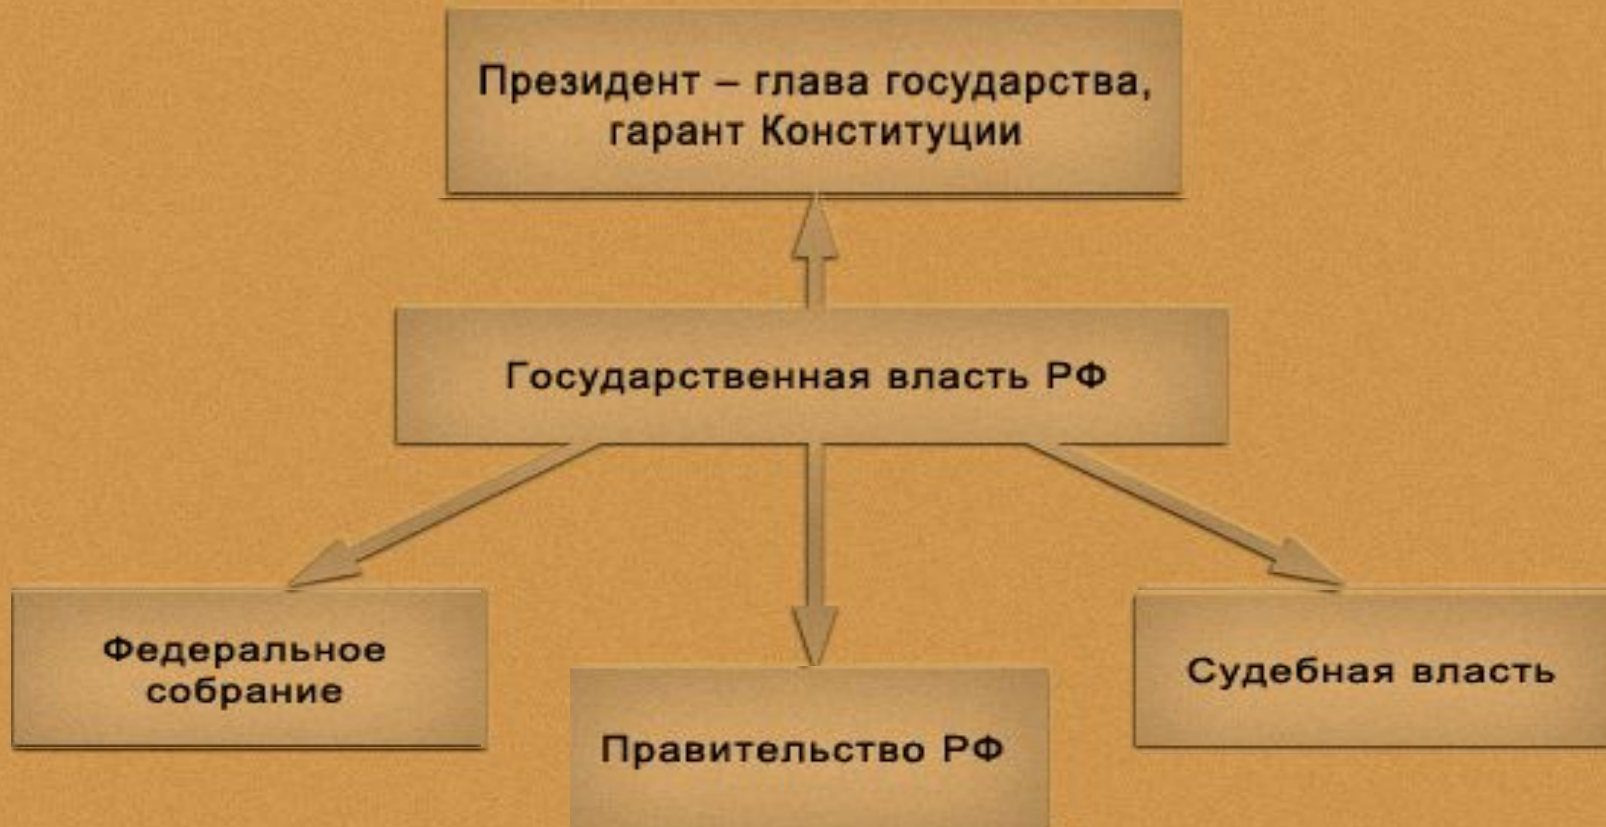 Президент – глава государства,
гарант Конституции
Государственная власть РФ
Федеральное
собрание
Судебная власть
Правительство РФ